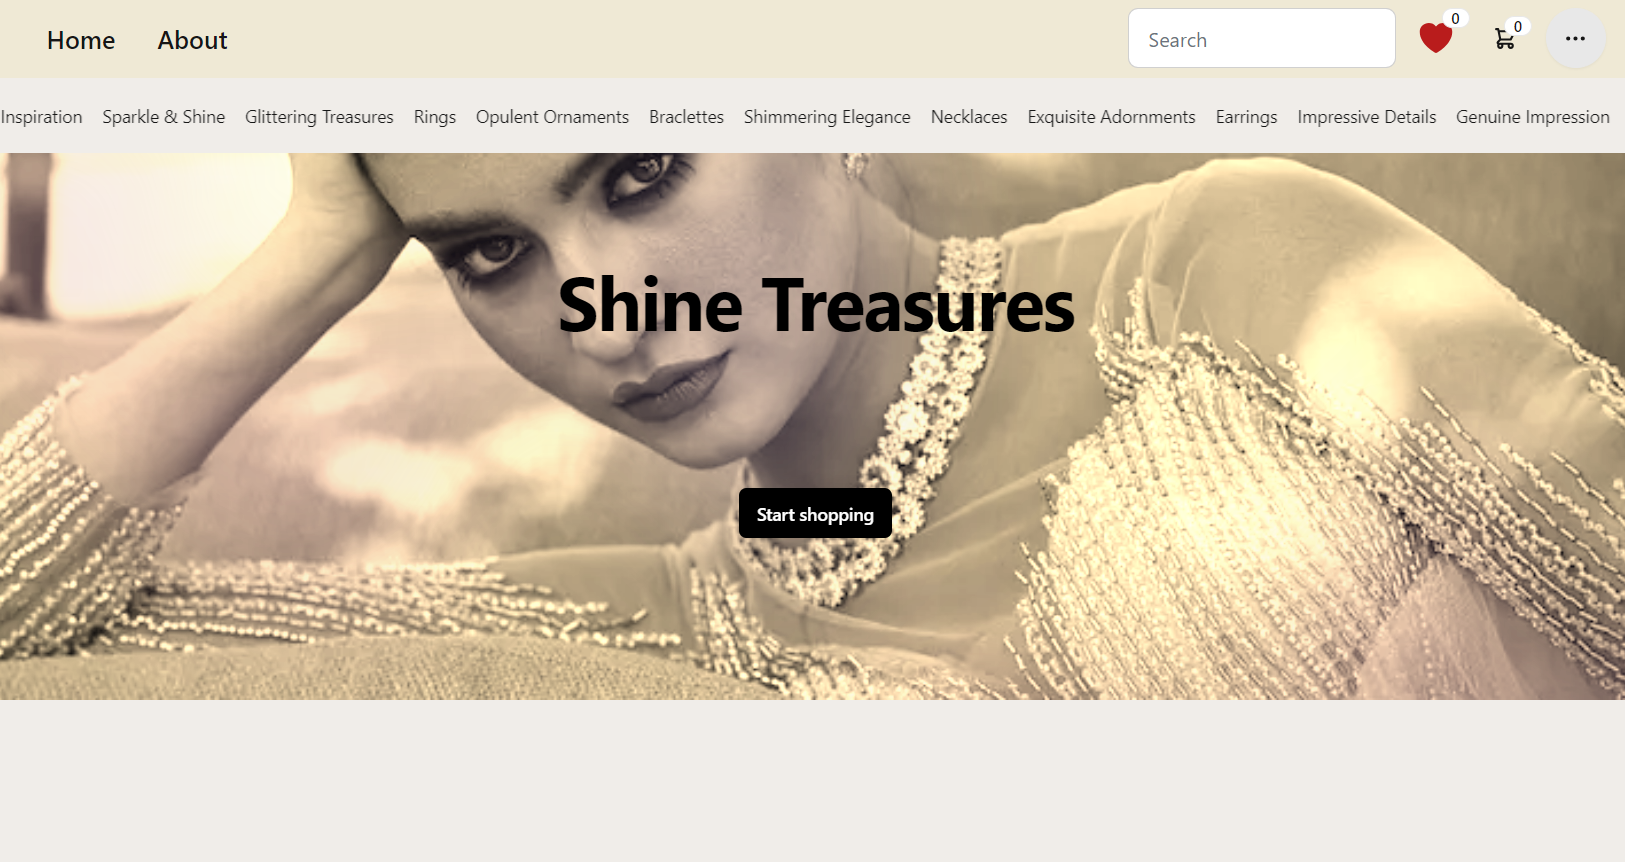 Home About Search 0 0
Inspiration Sparkle & Shine Glittering Treasures Rings Opulent Ornaments Braclettes Shimmering Elegance Necklaces Exquisite Adornments Earrings Impressive Details Genuine Impression
Shine Treasures
Start shopping